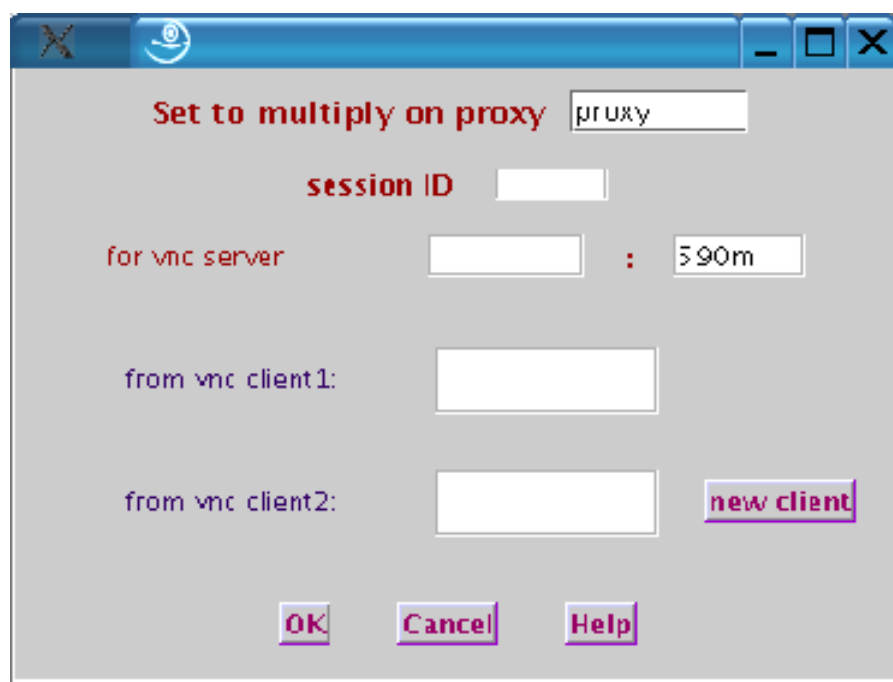 Set to multiply on proxy proxy
session ID
for vnc server : 590m
from vnc client1:
from vnc client2: new client
OK Cancel Help